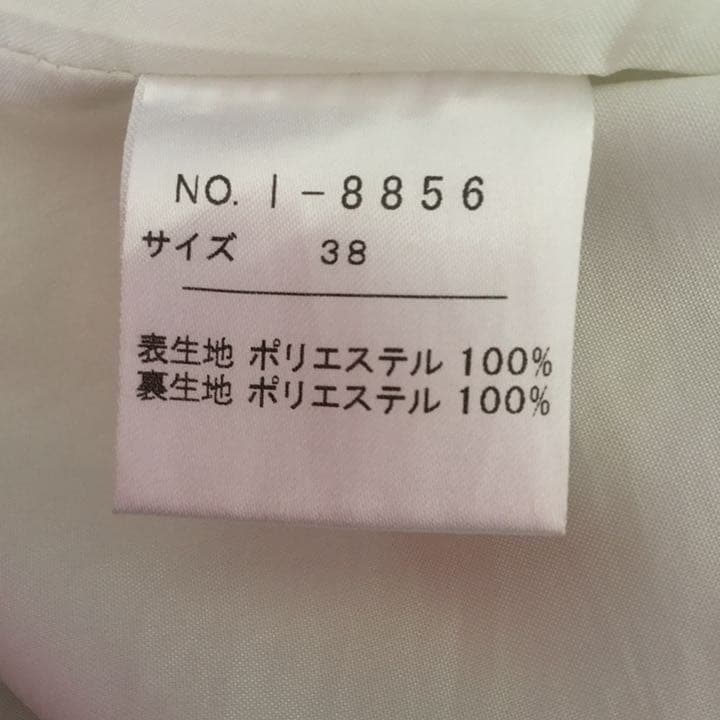 NO. I-8856
サイズ 38
表生地 ポリエステル 100%
裏生地 ポリエステル 100%